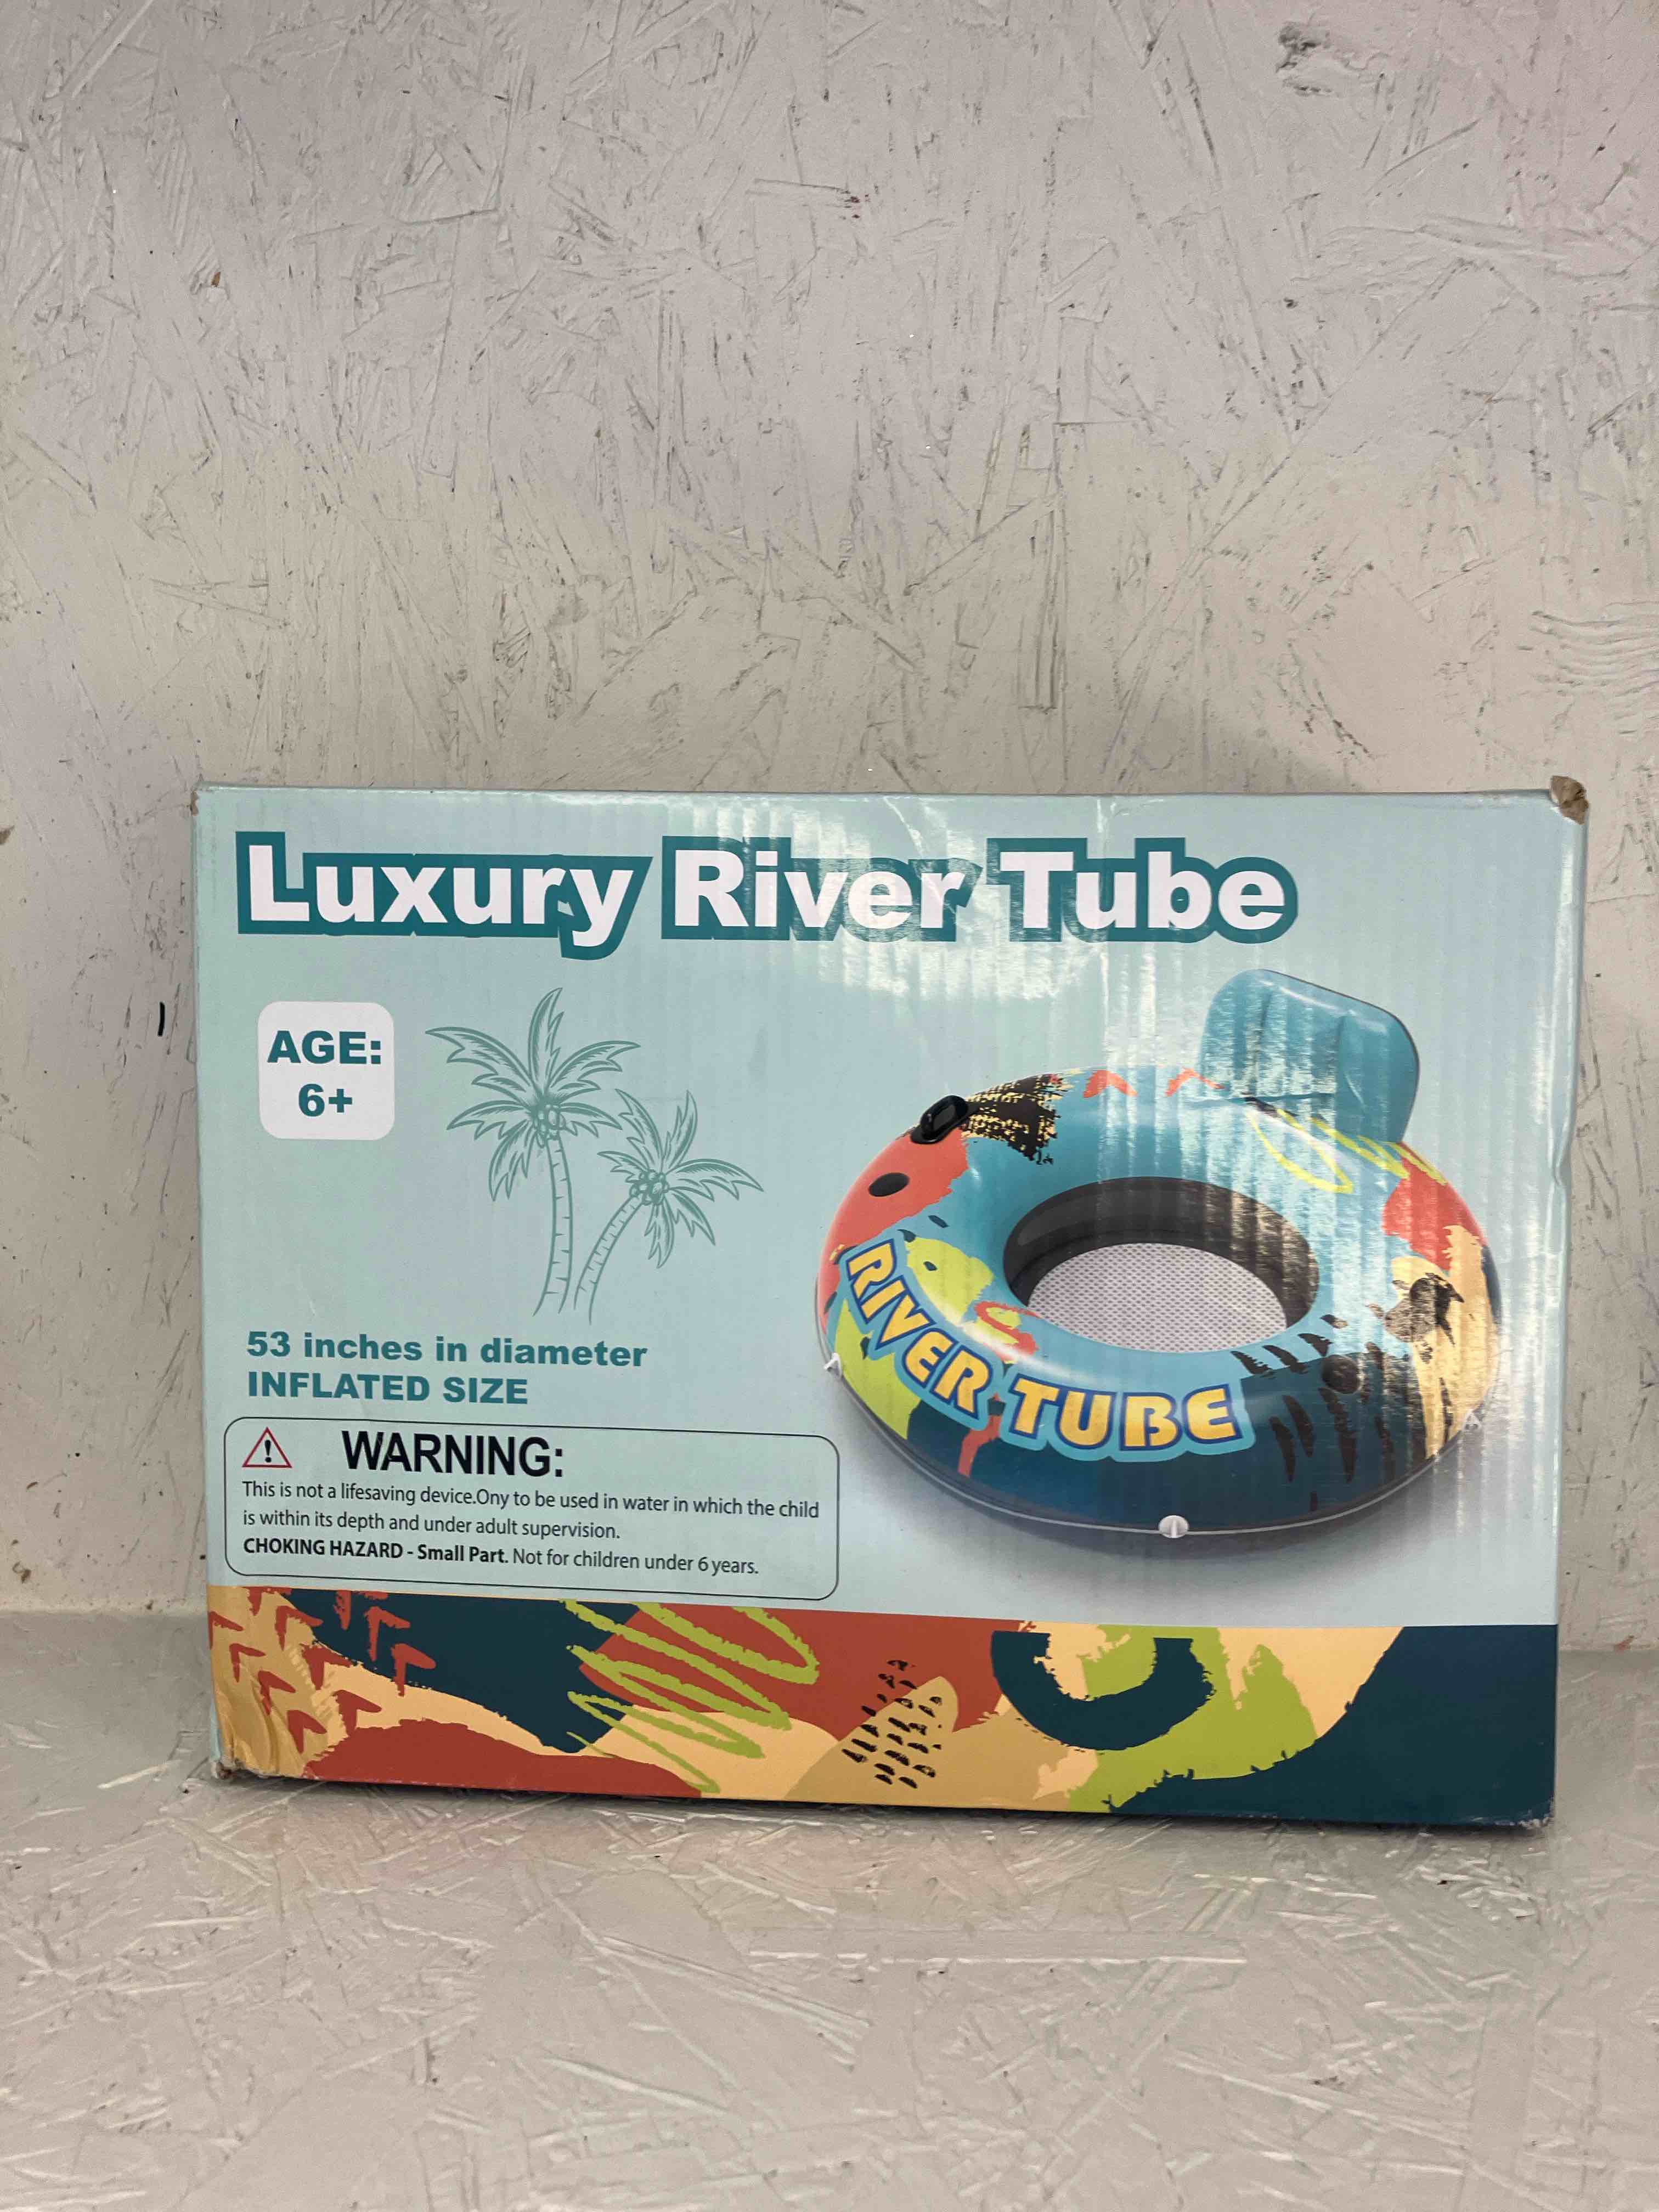 Luxury River Tube
AGE:
6+
53 inches in diameter
INFLATED SIZE
WARNING:
This is not a lifesaving device.Ony to be used in water in which the child
is within its depth and under adult supervision.
CHOKING HAZARD - Small Part. Not for children under 6 years.
RIVER TUBE